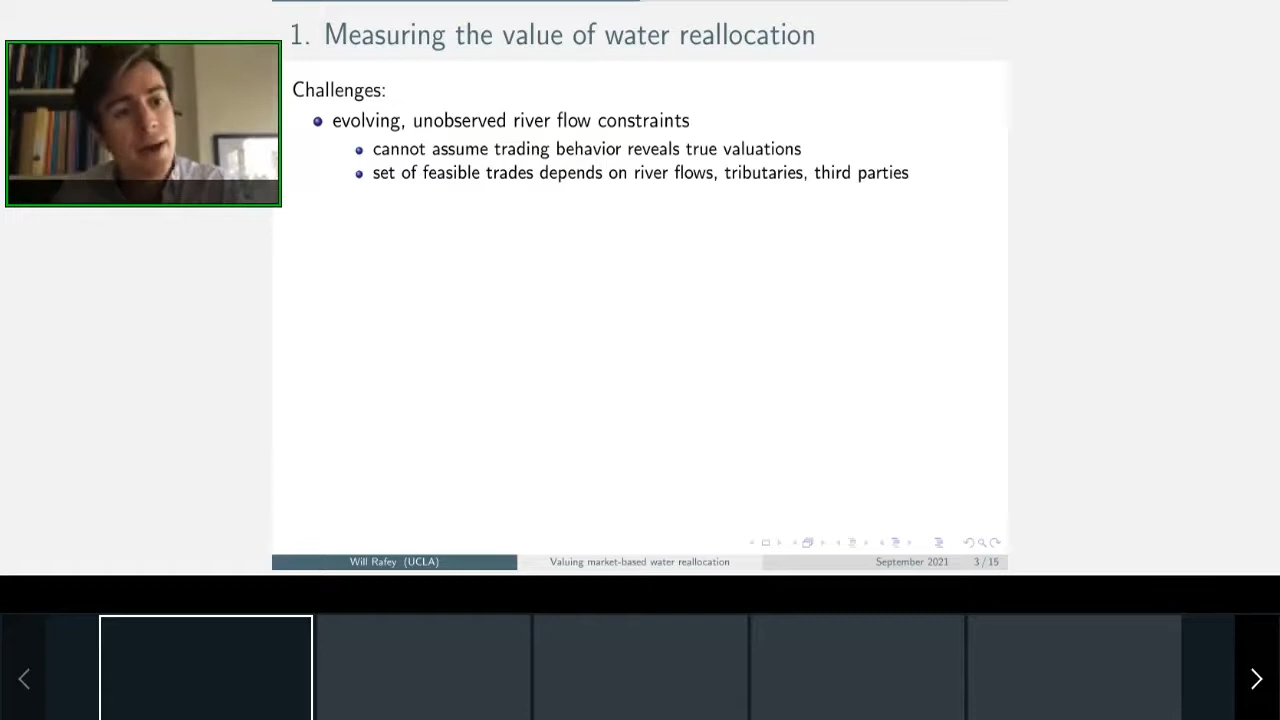 1. Measuring the value of water reallocation
Challenges:
evolving, unobserved river flow constraints
cannot assume trading behavior reveals true valuations
set of feasible trades depends on river flows, tributaries, third parties
Will Rafey (UCLA)
Valuing market-based water reallocation
September 2021
3 / 15